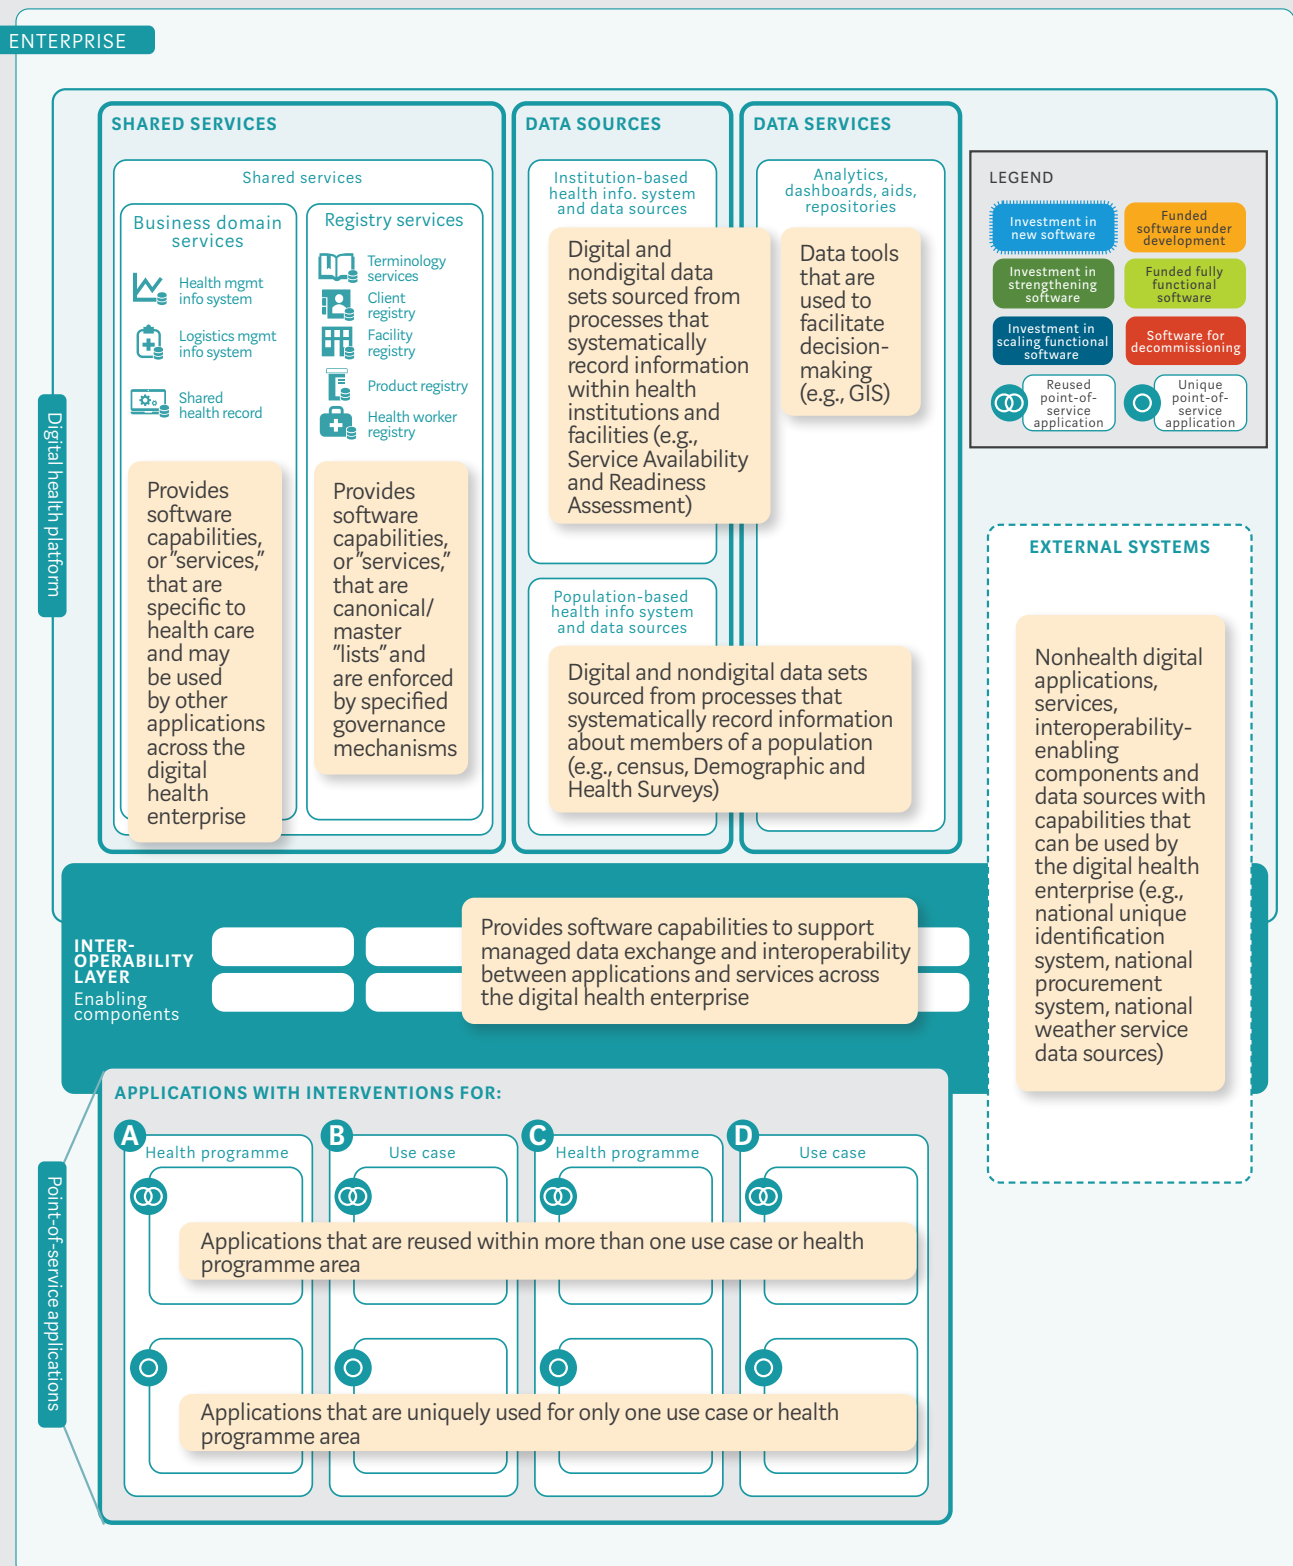 ENTERPRISE
Digital health platform
SHARED SERVICES
Shared services
Business domain
services
Health mgmt
info system
Logistics mgmt
info system
Shared
health record
Provides
software
capabilities,
or "services,"
that are
specific to
health care
and may
be used
by other
applications
across the
digital
health
enterprise
Registry services
Terminology
services
Client
registry
Facility
registry
Product registry
Health worker
registry
Provides
software
capabilities,
or "services,"
that are
canonical/
master
"lists" and
are enforced
by specified
governance
mechanisms
DATA SOURCES
Institution-based
health info. system
and data sources
Digital and
nondigital data
sets sourced from
processes that
systematically
record information
within health
institutions and
facilities (e.g.,
Service Availability
and Readiness
Assessment)
Population-based
health info system
and data sources
Digital and nondigital data sets
sourced from processes that
systematically record information
about members of a population
(e.g., census, Demographic and
Health Surveys)
DATA SERVICES
Analytics,
dashboards, aids,
repositories
Data tools
that are
used to
facilitate
decision-
making
(e.g., GIS)
LEGEND
Investment in
new software
Funded
software under
development
Investment in
strengthening
software
Funded fully
functional
software
Investment in
scaling functional
software
Software for
decommissioning
Reused
point-of-
service
application
Unique
point-of-
service
application
EXTERNAL SYSTEMS
Nonhealth digital
applications,
services,
interoperability-
enabling
components and
data sources with
capabilities that
can be used by
the digital health
enterprise (e.g.,
national unique
identification
system, national
procurement
system, national
weather service
data sources)
INTER-
OPERABILITY
LAYER
Enabling
components
Provides software capabilities to support
managed data exchange and interoperability
between applications and services across
the digital health enterprise
Point-of-service applications
APPLICATIONS WITH INTERVENTIONS FOR:
A
Health programme
B
Use case
C
Health programme
D
Use case
Applications that are reused within more than one use case or health
programme area
Applications that are uniquely used for only one use case or health
programme area